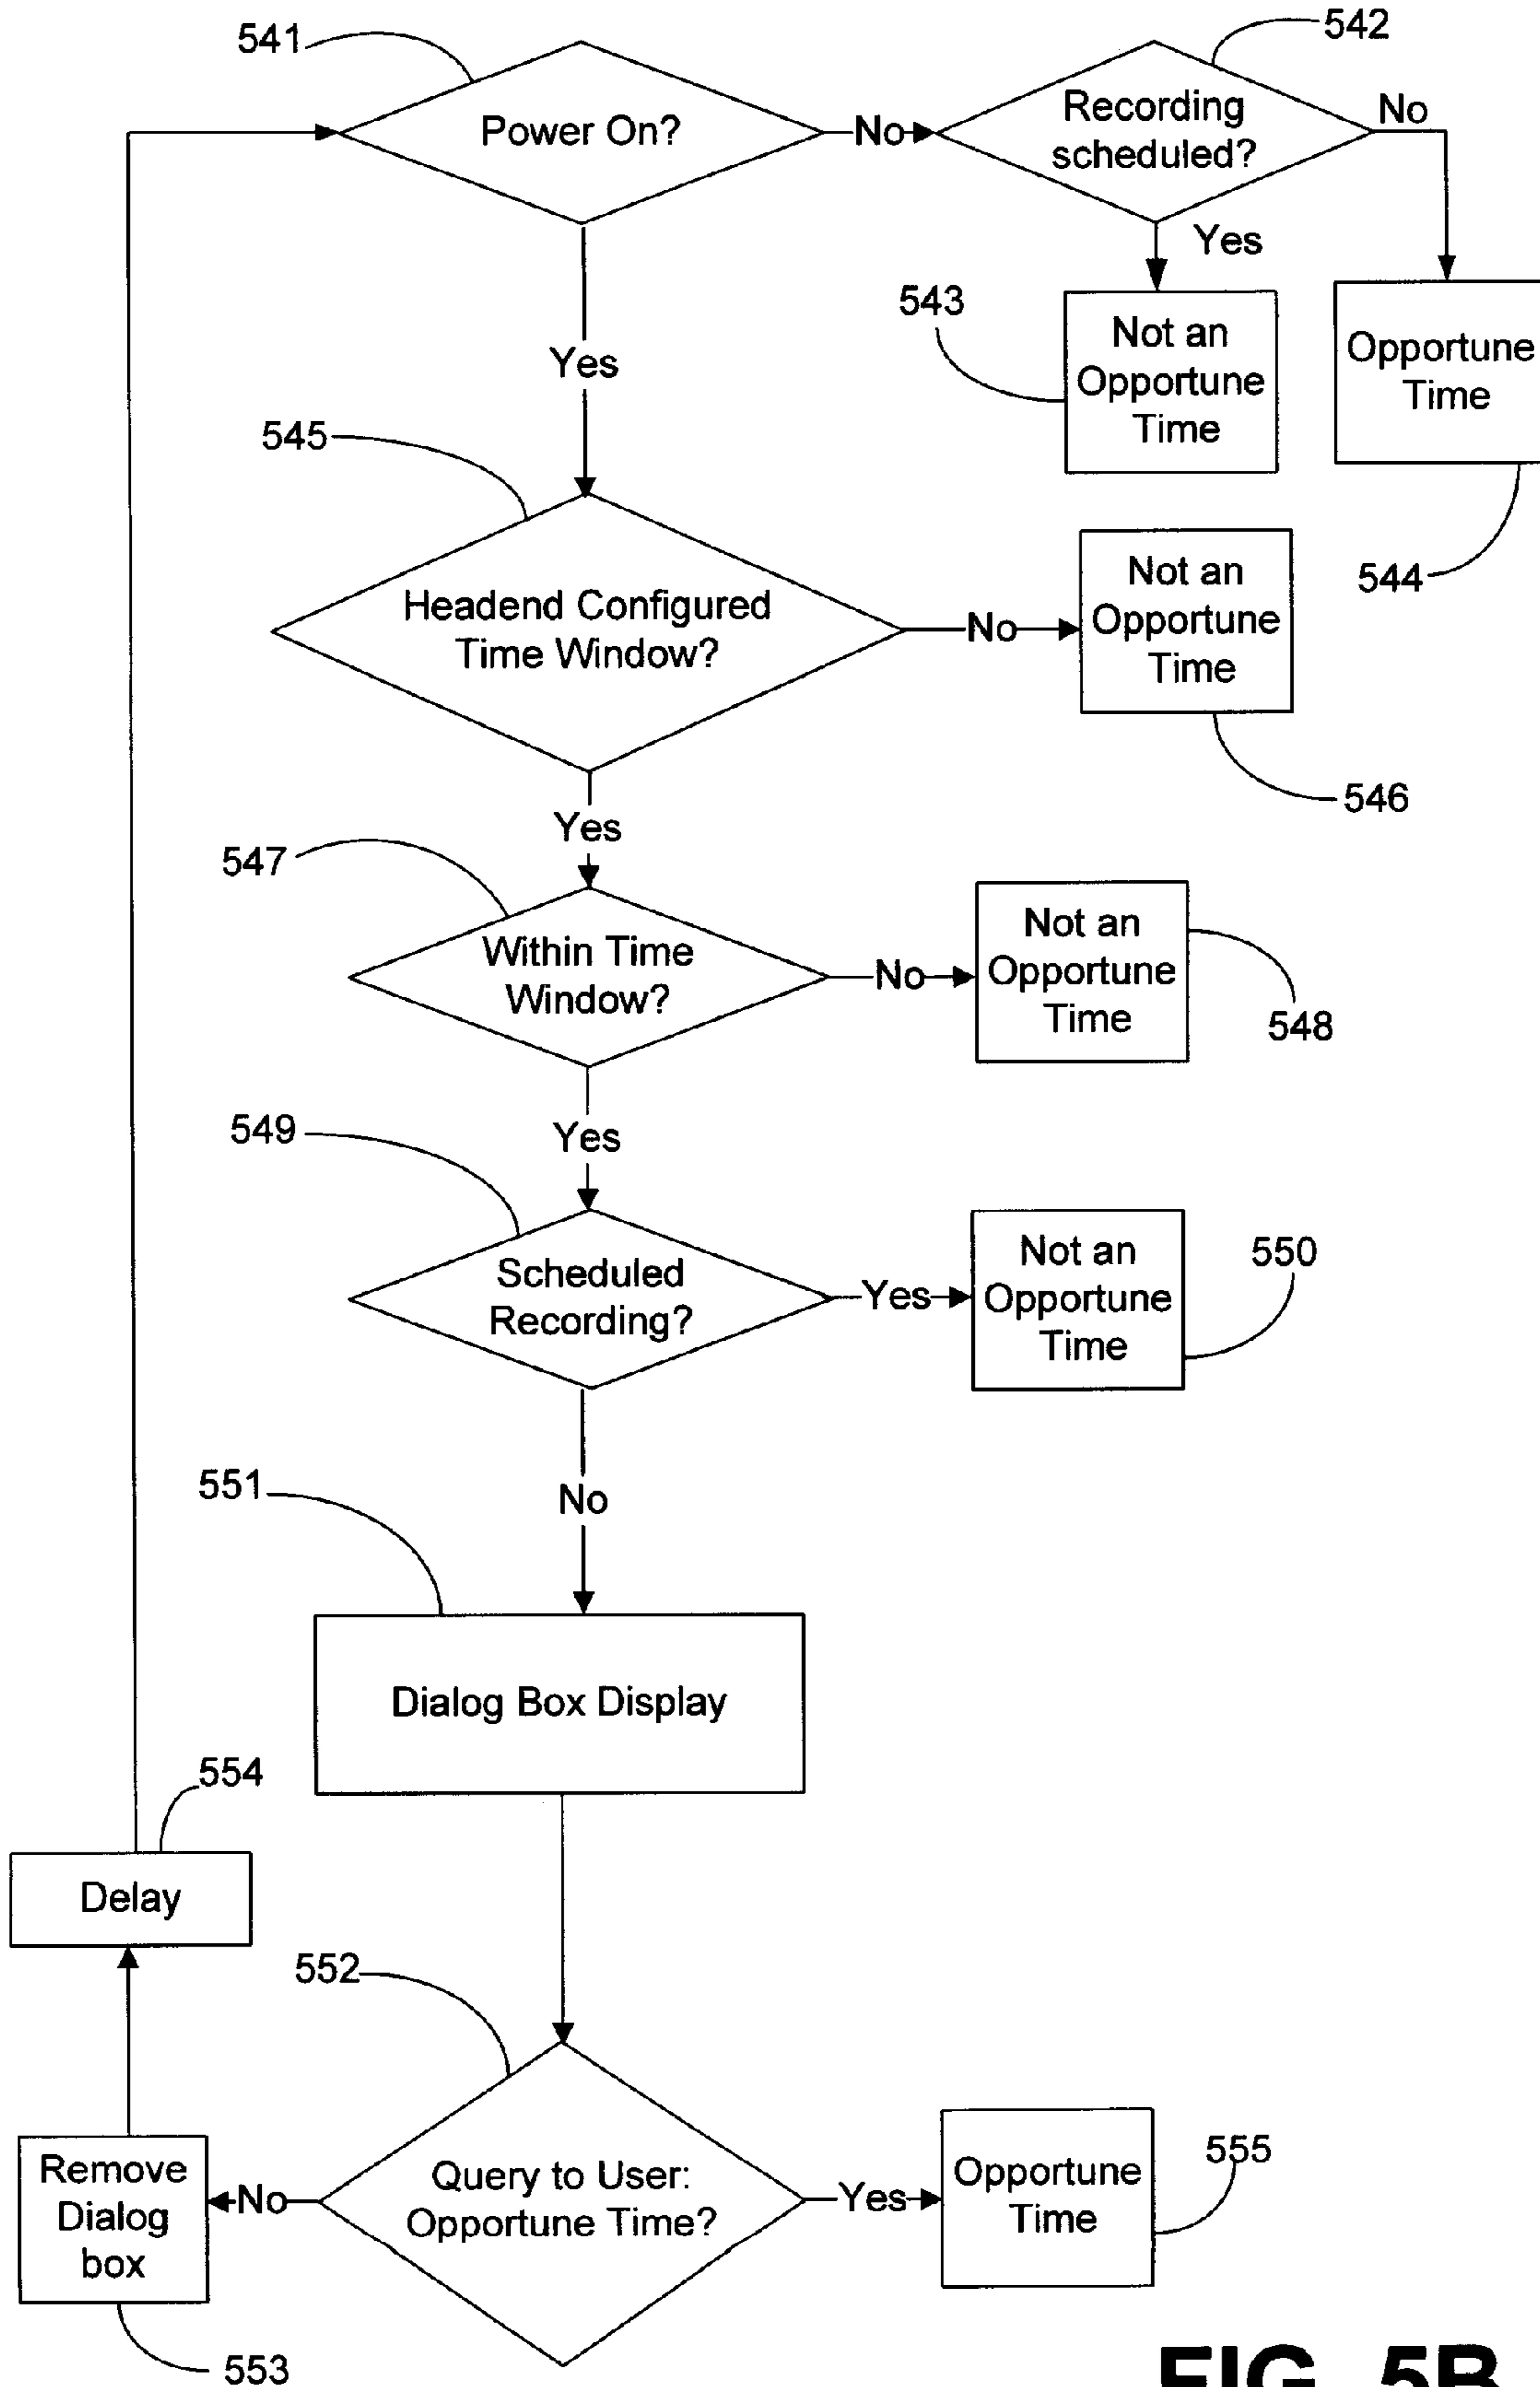 541
542
Power On?
No
Recording
scheduled?
No
Yes
543
Not an
Opportune
Time
Opportune
Time
Yes
545
544
Headend Configured
Time Window?
No
Not an
Opportune
Time
546
Yes
547
Within Time
Window?
No
Not an
Opportune
Time
548
Yes
549
Scheduled
Recording?
Yes
Not an
Opportune
Time
550
No
551
Dialog Box Display
554
Delay
552
Query to User:
Opportune Time?
No
Remove
Dialog
box
553
Yes
Opportune
Time
555
FIG. 5B